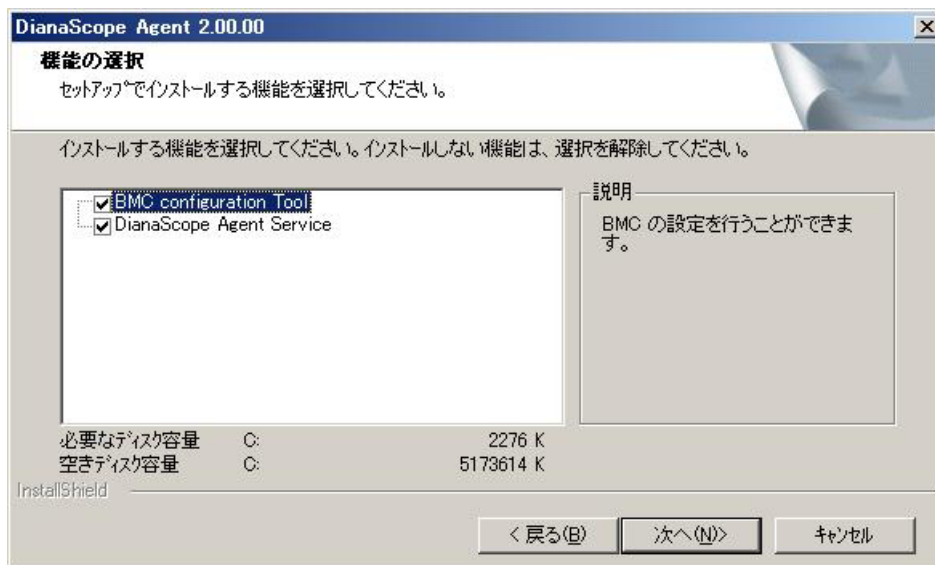 DianaScope Agent 2.00.00
機能の選択
セットアップでインストールする機能を選択してください。
インストールする機能を選択してください。インストールしない機能は、選択を解除してください。
BMC configuration Tool
DianaScope Agent Service
説明
BMC の設定を行うことができま
す。
必要なディスク容量 C: 2276 K
空きディスク容量 C: 5173614 K
InstallShield
< 戻る(B) 次へ(N)> キャンセル